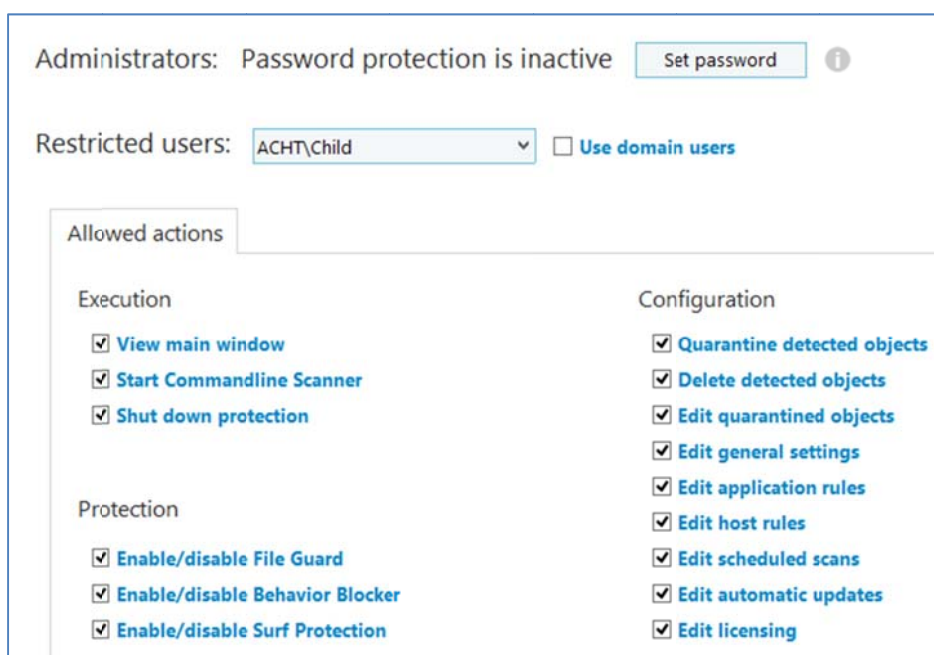 Administrators: Password protection is inactive Set password
Restricted users: ACHT\Child Use domain users
Allowed actions
Execution
View main window
Start Commandline Scanner
Shut down protection
Protection
Enable/disable File Guard
Enable/disable Behavior Blocker
Enable/disable Surf Protection
Configuration
Quarantine detected objects
Delete detected objects
Edit quarantined objects
Edit general settings
Edit application rules
Edit host rules
Edit scheduled scans
Edit automatic updates
Edit licensing